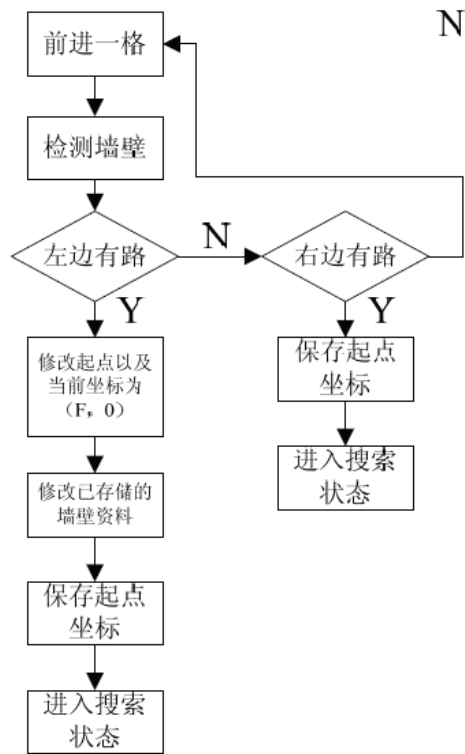 前进一格
N
检测墙壁
左边有路
N
右边有路
Y
Y
修改起点以及
当前坐标为
（F，0）
保存起点
坐标
修改已存储的
墙壁资料
进入搜索
状态
保存起点
坐标
进入搜索
状态